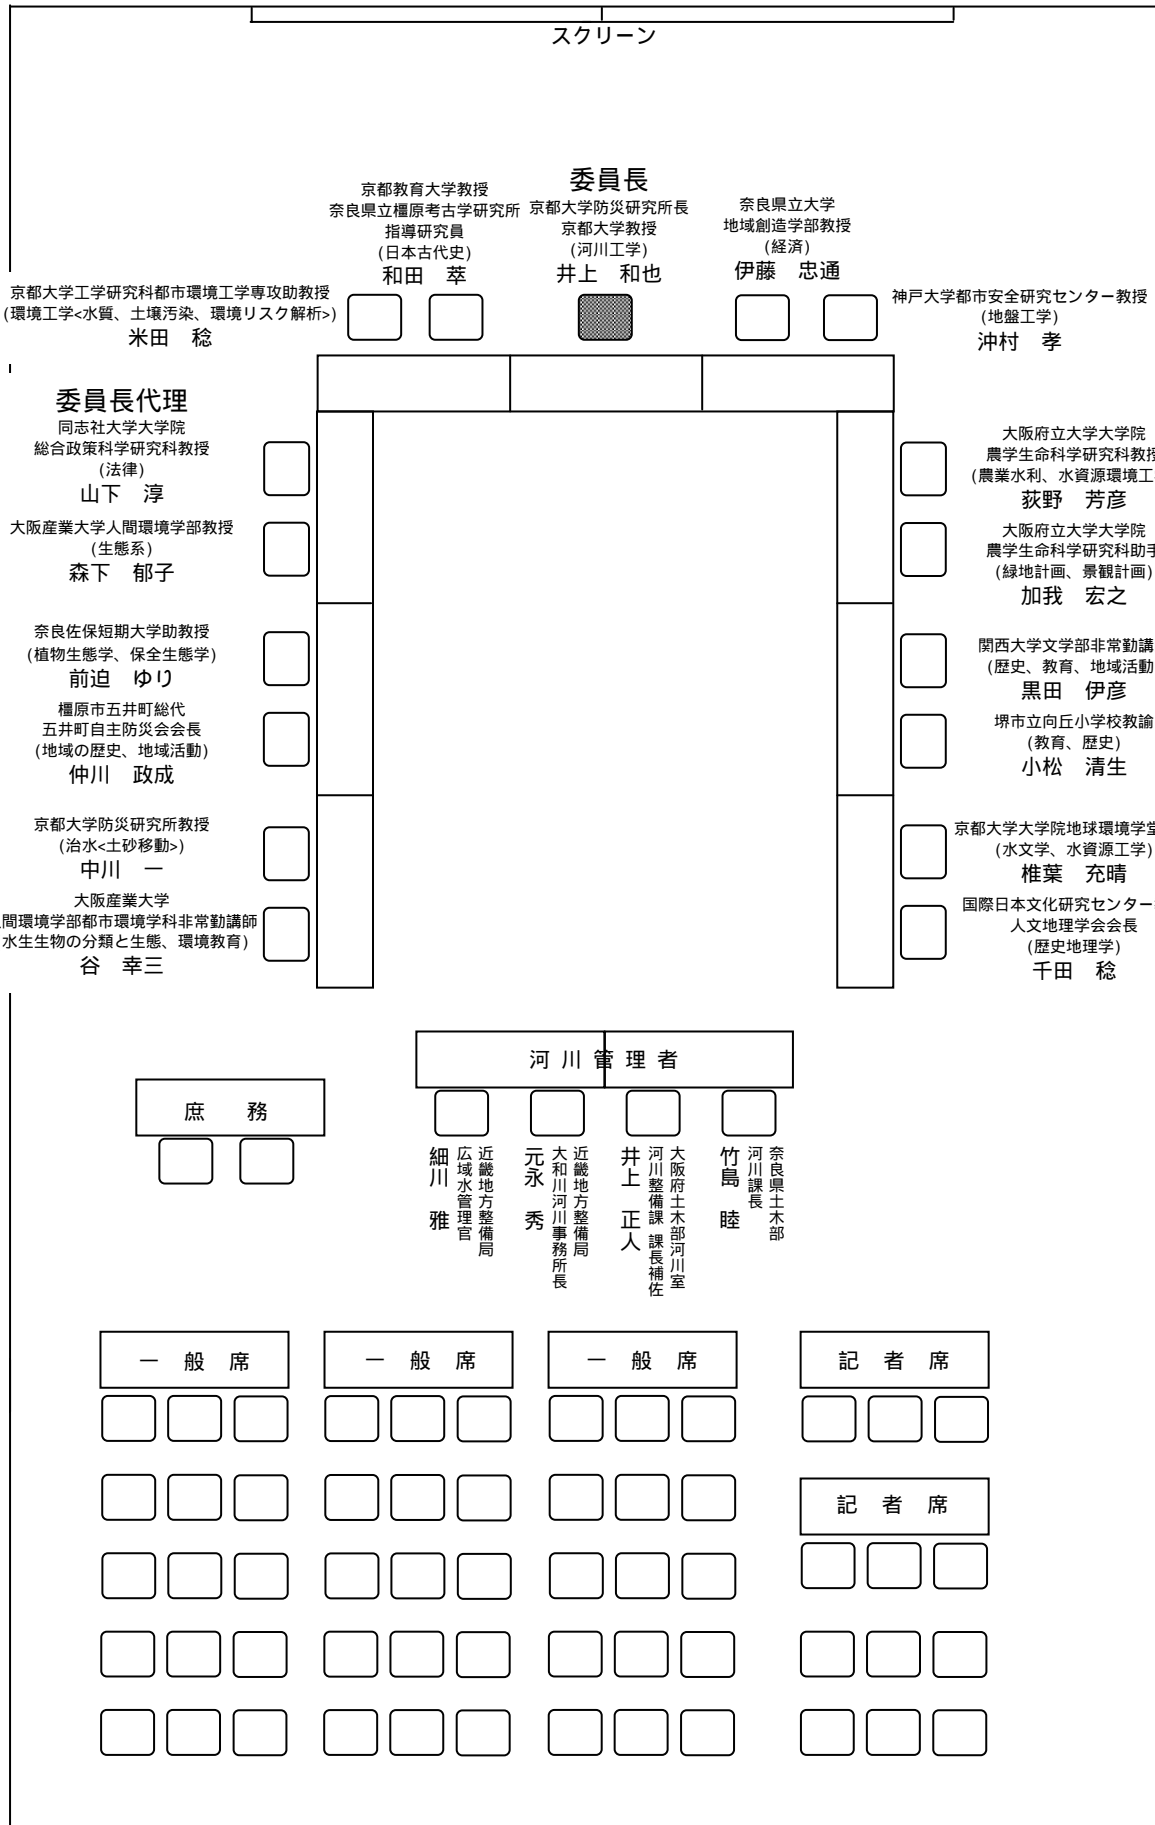 スクリーン
京都教育大学教授
奈良県立橿原考古学研究所
指導研究員
(日本古代史)
和田　萃
委員長
京都大学防災研究所長
京都大学教授
(河川工学)
井上　和也
奈良県立大学
地域創造学部教授
(経済)
伊藤　忠通
京都大学工学研究科都市環境工学専攻助教授
(環境工学<水質、土壌汚染、環境リスク解析>)
米田　稔
神戸大学都市安全研究センター教授
(地盤工学)
沖村　孝
委員長代理
同志社大学大学院
総合政策科学研究科教授
(法律)
山下　淳
大阪産業大学人間環境学部教授
(生態系)
森下　郁子
奈良佐保短期大学助教授
(植物生態学、保全生態学)
前迫　ゆり
橿原市五井町総代
五井町自主防災会会長
(地域の歴史、地域活動)
仲川　政成
京都大学防災研究所教授
(治水<土砂移動>)
中川　一
大阪産業大学
間環境学部都市環境学科非常勤講師
水生生物の分類と生態、環境教育)
谷　幸三
大阪府立大学大学院
農学生命科学研究科教授
(農業水利、水資源環境工
荻野　芳彦
大阪府立大学大学院
農学生命科学研究科助手
(緑地計画、景観計画)
加我　宏之
関西大学文学部非常勤講
(歴史、教育、地域活動
黒田　伊彦
堺市立向丘小学校教諭
(教育、歴史)
小松　清生
京都大学大学院地球環境学堂
(水文学、水資源工学)
椎葉　充晴
国際日本文化研究センター
人文地理学会会長
(歴史地理学)
千田　稔
河川管理者
庶　務
近畿地方整備局
広域水管理官
細川　雅
近畿地方整備局
大和川河川事務所長
元永　秀
大阪府土木部河川室
河川整備課 課長補佐
井上　正人
奈良県土木部
河川課長
竹島　睦
一　般　席
一　般　席
一　般　席
記　者　席
記　者　席